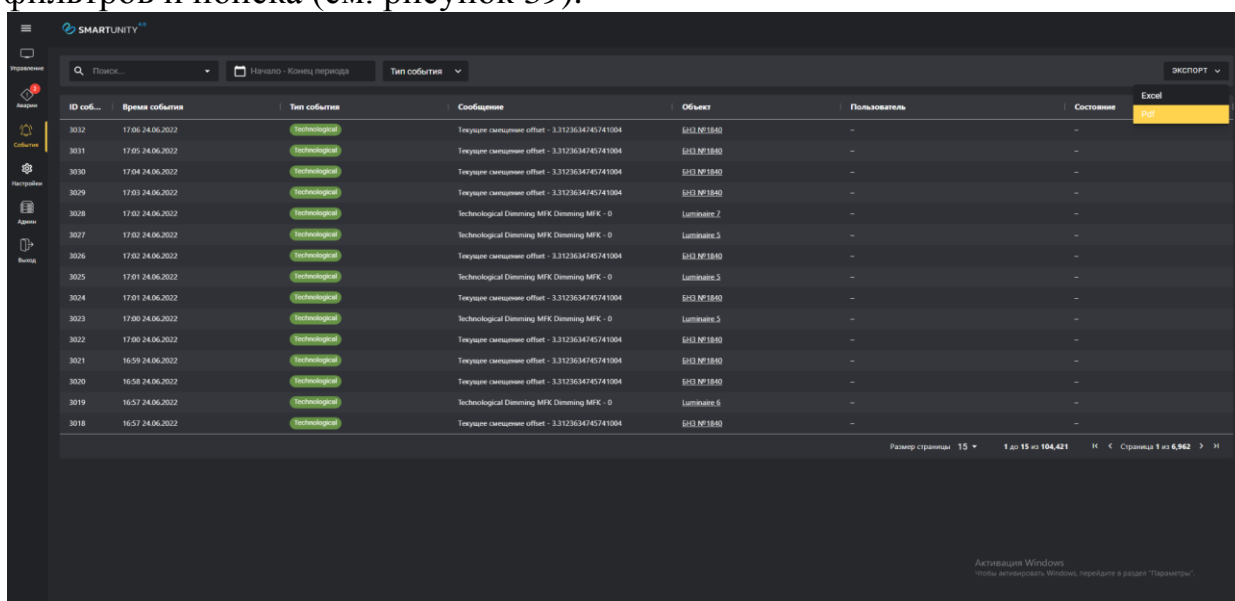 фильтров и поиска (см. рисунок 39).
SMARTUNITY 4.0
Управление
Аварии
События
Настройки
Админ
Выход
Поиск... Начало - Конец периода Тип события ЭКСПОРТ
Excel
Pdf
ID соб... Время события Тип события Сообщение Объект Пользователь Состояние
3032 17:06 24.06.2022 Technological Текущее смещение offset - 3.3123634745741004 БНЗ №1840 – –
3031 17:05 24.06.2022 Technological Текущее смещение offset - 3.3123634745741004 БНЗ №1840 – –
3030 17:04 24.06.2022 Technological Текущее смещение offset - 3.3123634745741004 БНЗ №1840 – –
3029 17:03 24.06.2022 Technological Текущее смещение offset - 3.3123634745741004 БНЗ №1840 – –
3028 17:02 24.06.2022 Technological Technological Dimming MFK Dimming MFK - 0 Luminaire 7 – –
3027 17:02 24.06.2022 Technological Technological Dimming MFK Dimming MFK - 0 Luminaire 5 – –
3026 17:02 24.06.2022 Technological Текущее смещение offset - 3.3123634745741004 БНЗ №1840 – –
3025 17:01 24.06.2022 Technological Technological Dimming MFK Dimming MFK - 0 Luminaire 5 – –
3024 17:01 24.06.2022 Technological Текущее смещение offset - 3.3123634745741004 БНЗ №1840 – –
3023 17:00 24.06.2022 Technological Technological Dimming MFK Dimming MFK - 0 Luminaire 5 – –
3022 17:00 24.06.2022 Technological Текущее смещение offset - 3.3123634745741004 БНЗ №1840 – –
3021 16:59 24.06.2022 Technological Текущее смещение offset - 3.3123634745741004 БНЗ №1840 – –
3020 16:58 24.06.2022 Technological Текущее смещение offset - 3.3123634745741004 БНЗ №1840 – –
3019 16:57 24.06.2022 Technological Technological Dimming MFK Dimming MFK - 0 Luminaire 6 – –
3018 16:57 24.06.2022 Technological Текущее смещение offset - 3.3123634745741004 БНЗ №1840 – –
Размер страницы 15 1 до 15 из 104,421 Страница 1 из 6,962
Активация Windows
Чтобы активировать Windows, перейдите в раздел "Параметры".